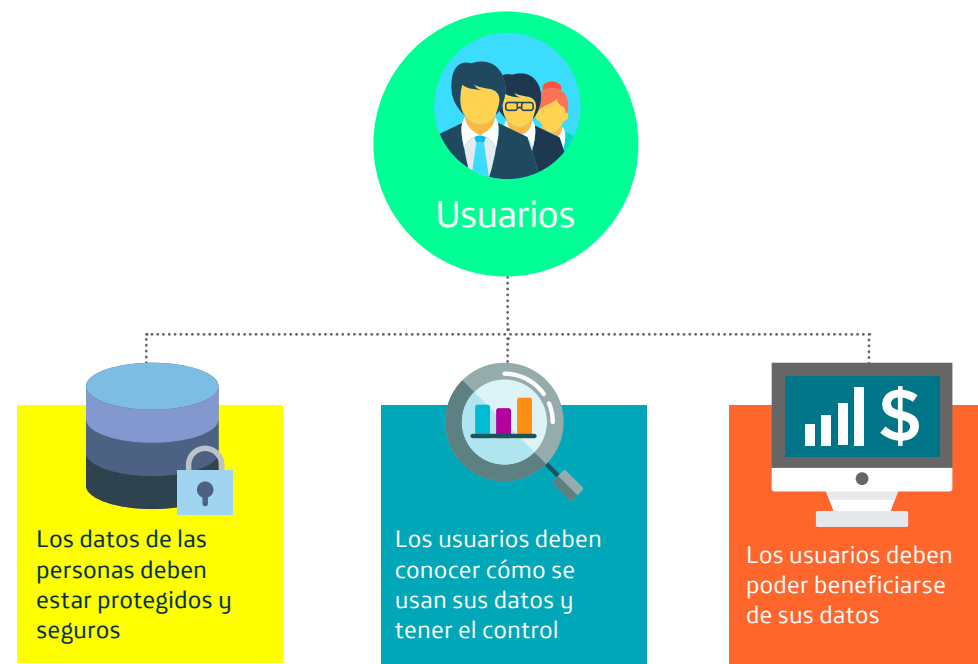 Usuarios
$
Los datos de las
personas deben
estar protegidos y
seguros
Los usuarios deben
conocer cómo se
usan sus datos y
tener el control
Los usuarios deben
poder beneficiarse
de sus datos